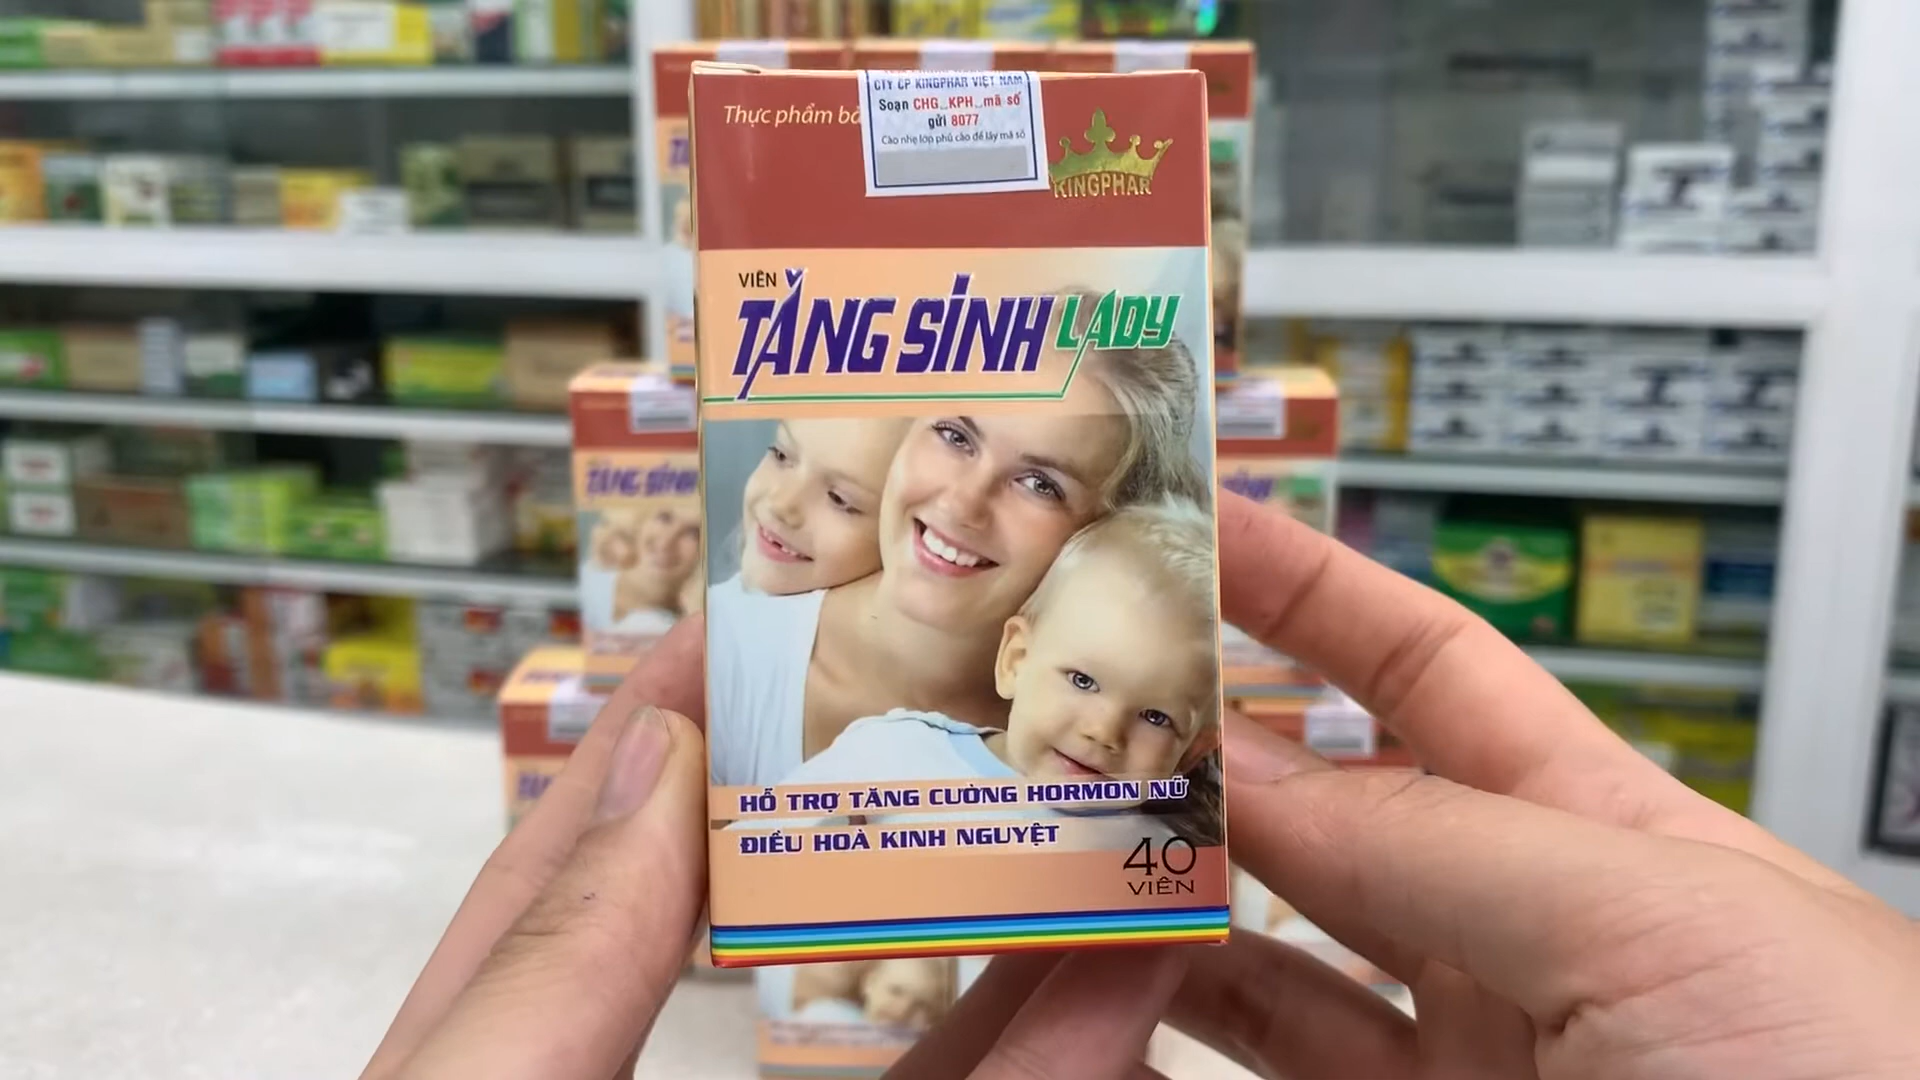 Thực phẩm bả
CTY CP KINGPHAR VIỆT NAM
Soạn CHG_KPH_mã số
gửi 8077
Cào nhẹ lớp phủ cào để lấy mã số
KINGPHAR
VIÊN
TĂNG SINH LADY
HỖ TRỢ TĂNG CƯỜNG HORMON NỮ
ĐIỀU HOÀ KINH NGUYỆT
40
VIÊN
TĂNG SINH